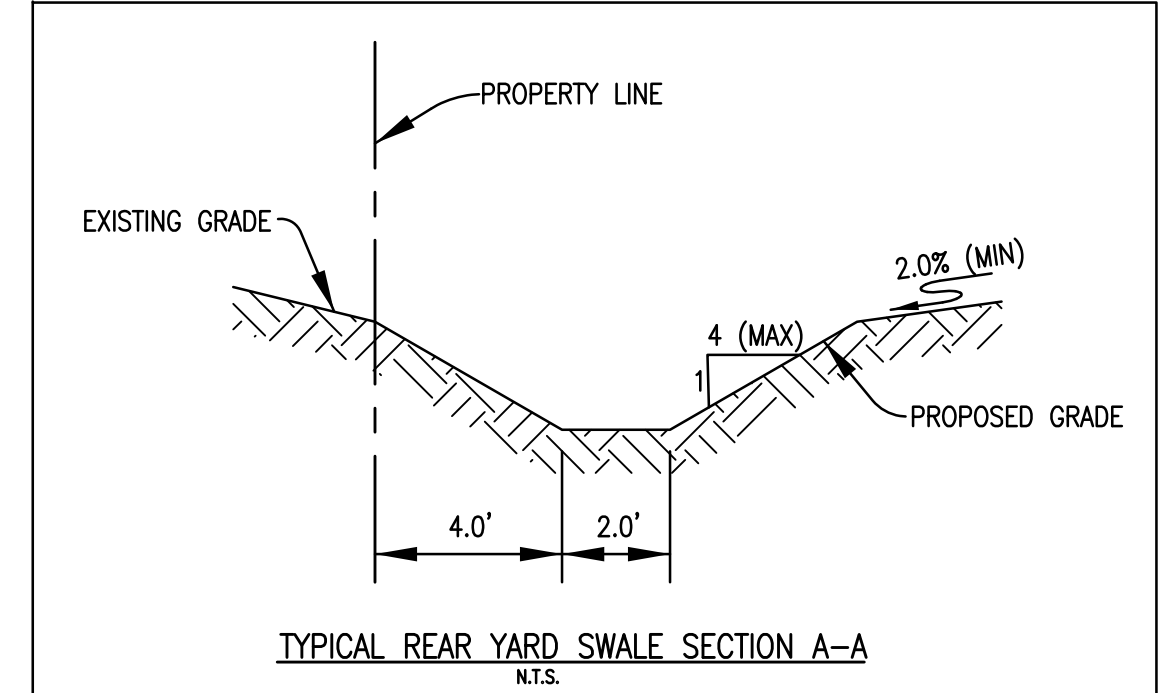 PROPERTY LINE
EXISTING GRADE
2.0% (MIN)
4 (MAX)
1
PROPOSED GRADE
4.0'
2.0'
TYPICAL REAR YARD SWALE SECTION A-A
N.T.S.